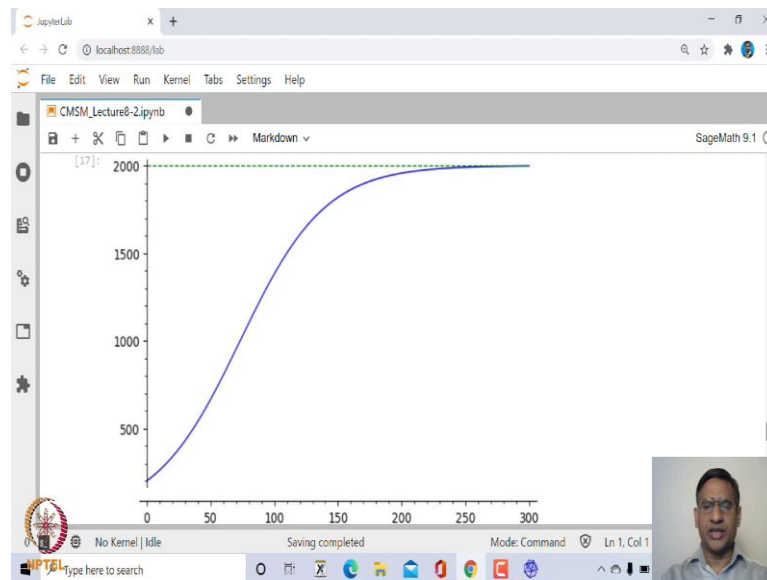 JupyterLab
localhost:8888/lab
File Edit View Run Kernel Tabs Settings Help
CMSM_Lecture8-2.ipynb
Markdown
SageMath 9.1
[17]:
2000
1500
1000
500
0 50 100 150 200 250 300
No Kernel | Idle Saving completed Mode: Command Ln 1, Col 1
NPTEL
Type here to search